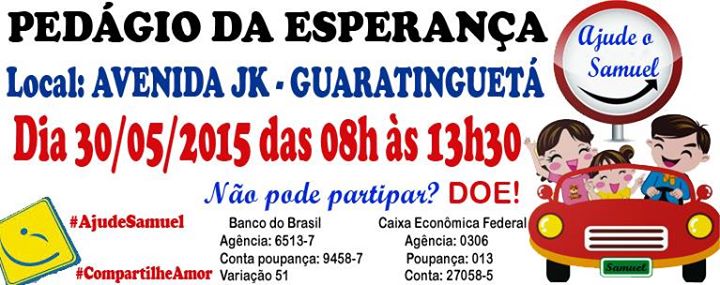 PEDÁGIO DA ESPERANÇA
Local: AVENIDA JK - GUARATINGUETÁ
Dia 30/05/2015 das 08h às 13h30
Ajude o
Samuel
Não pode partipar? DOE!
#AjudeSamuel
#CompartilheAmor
Banco do Brasil
Agência: 6513-7
Conta poupança: 9458-7
Variação 51
Caixa Econômica Federal
Agência: 0306
Poupança: 013
Conta: 27058-5
Samuel